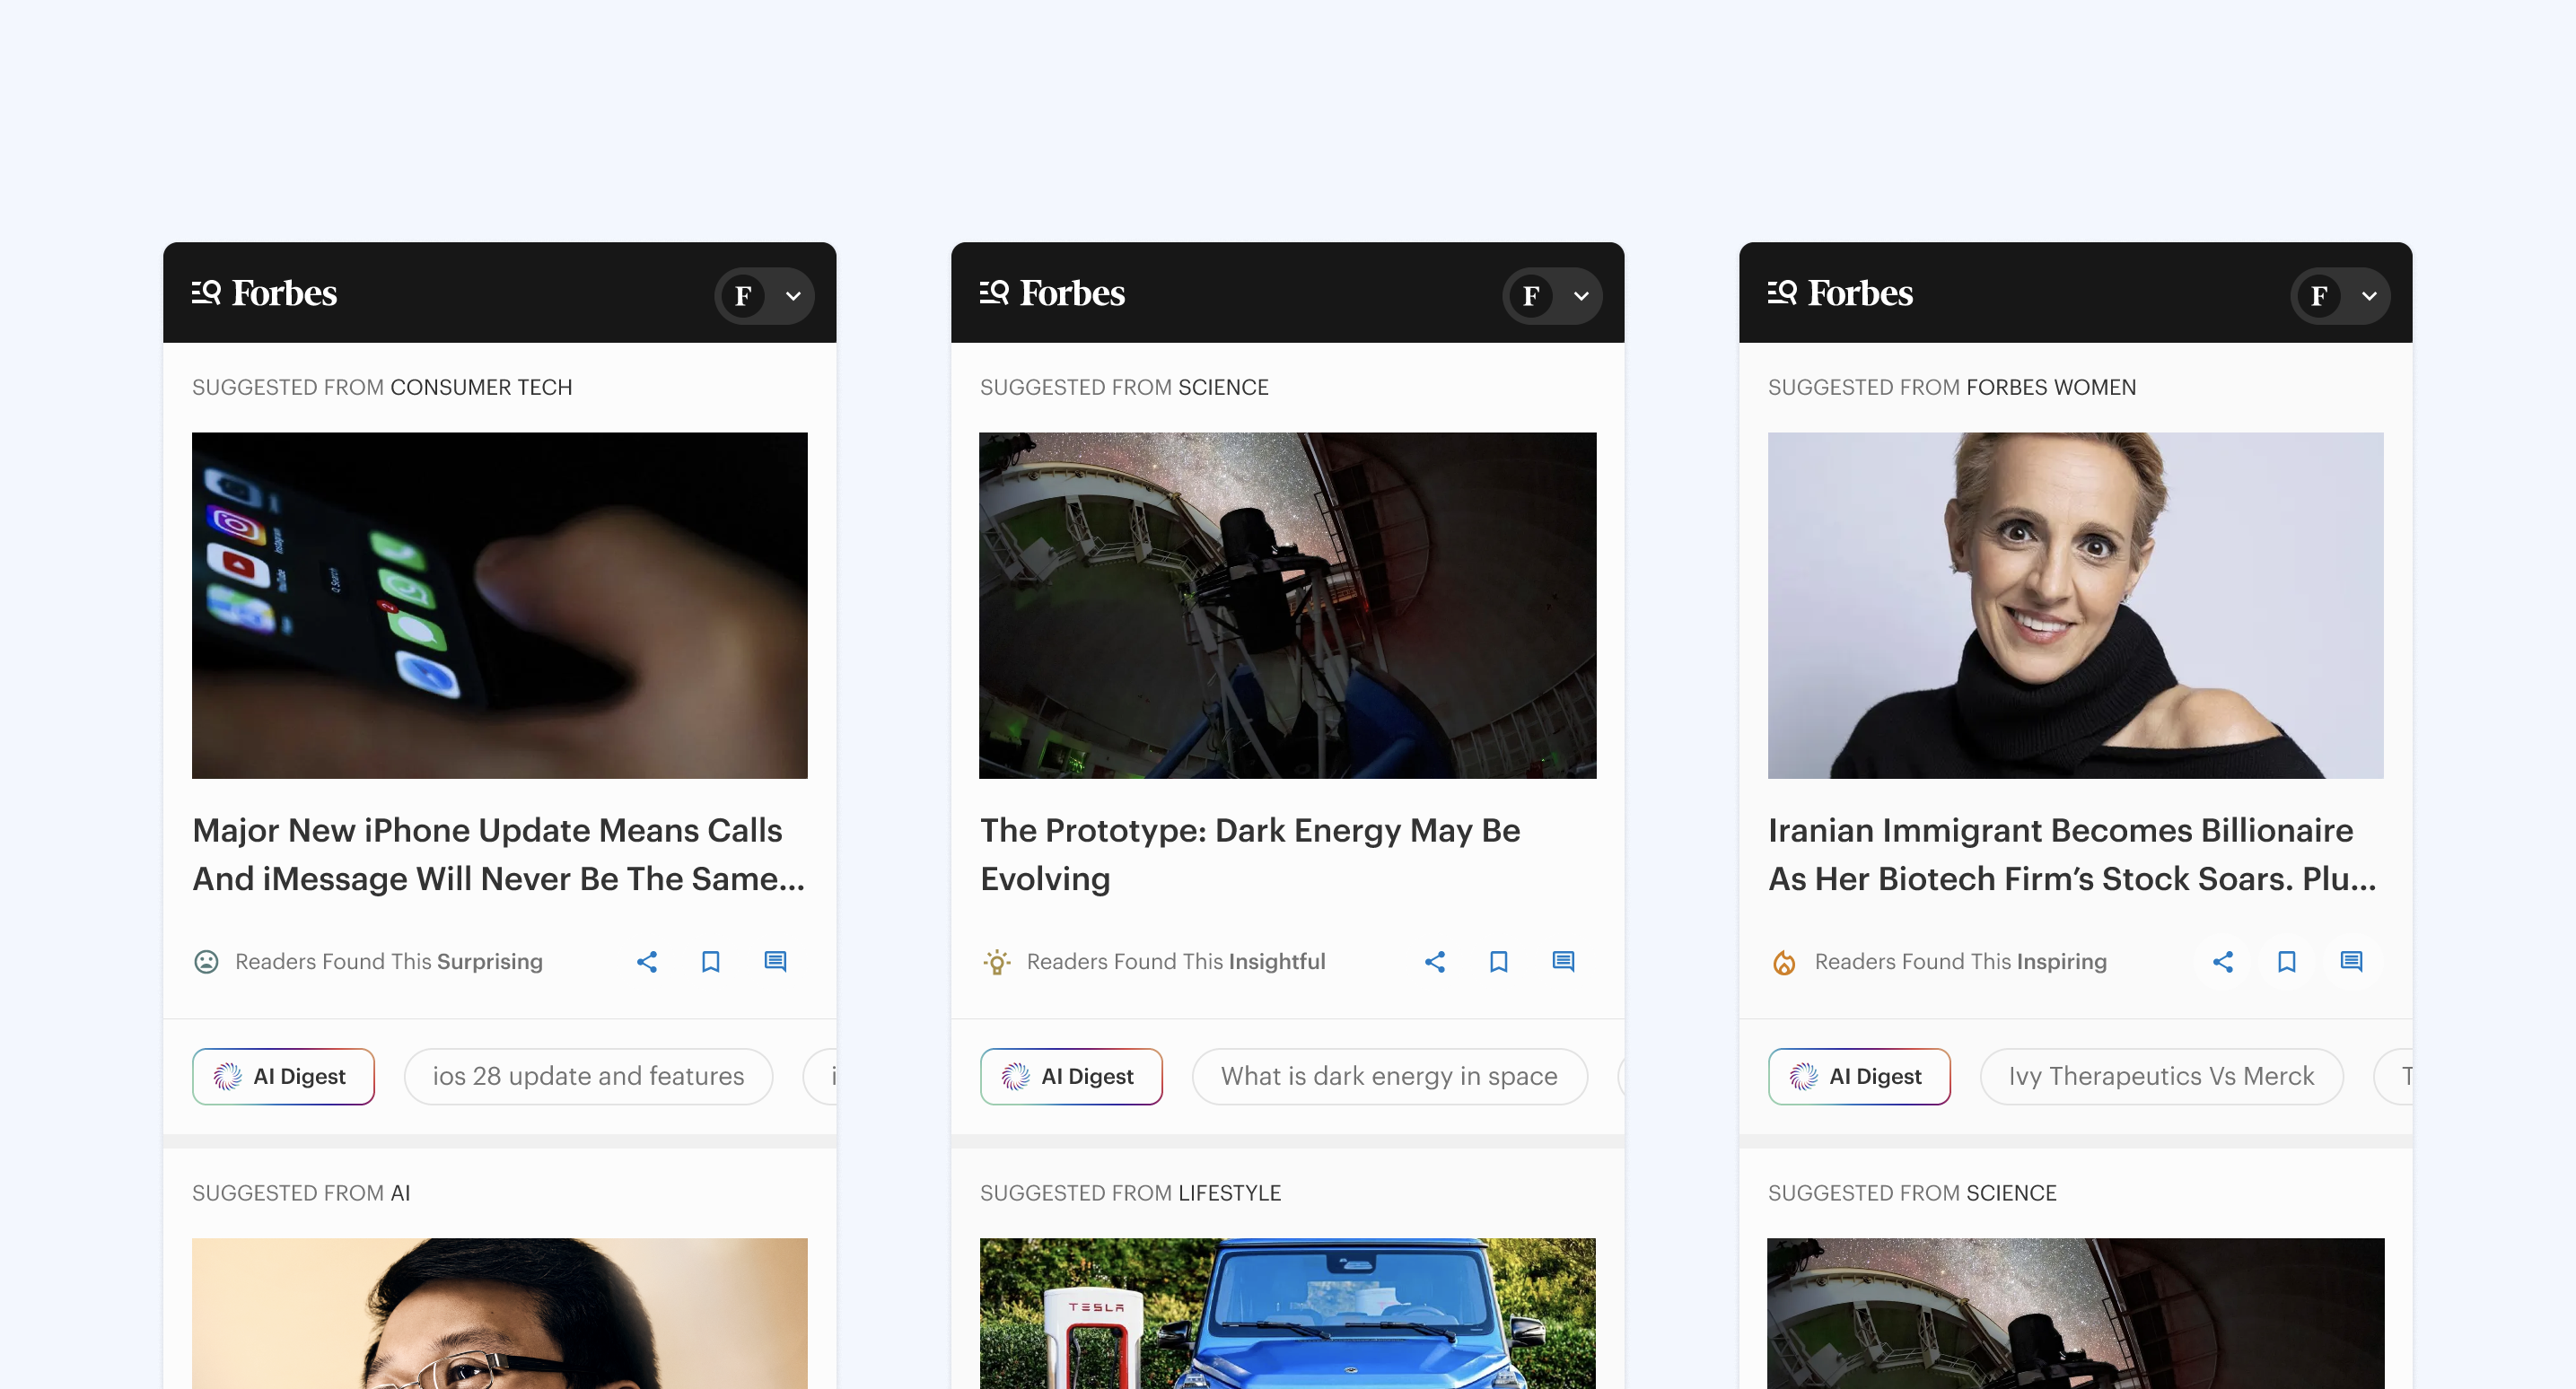 Forbes
F
SUGGESTED FROM CONSUMER TECH
Instagram
YouTube
Search
2
Major New iPhone Update Means Calls
And iMessage Will Never Be The Same...
Readers Found This Surprising
AI Digest
ios 28 update and features
i
SUGGESTED FROM AI
Forbes
F
SUGGESTED FROM SCIENCE
The Prototype: Dark Energy May Be
Evolving
Readers Found This Insightful
AI Digest
What is dark energy in space
SUGGESTED FROM LIFESTYLE
TESLA
Forbes
F
SUGGESTED FROM FORBES WOMEN
Iranian Immigrant Becomes Billionaire
As Her Biotech Firm’s Stock Soars. Plu...
Readers Found This Inspiring
AI Digest
Ivy Therapeutics Vs Merck
T
SUGGESTED FROM SCIENCE